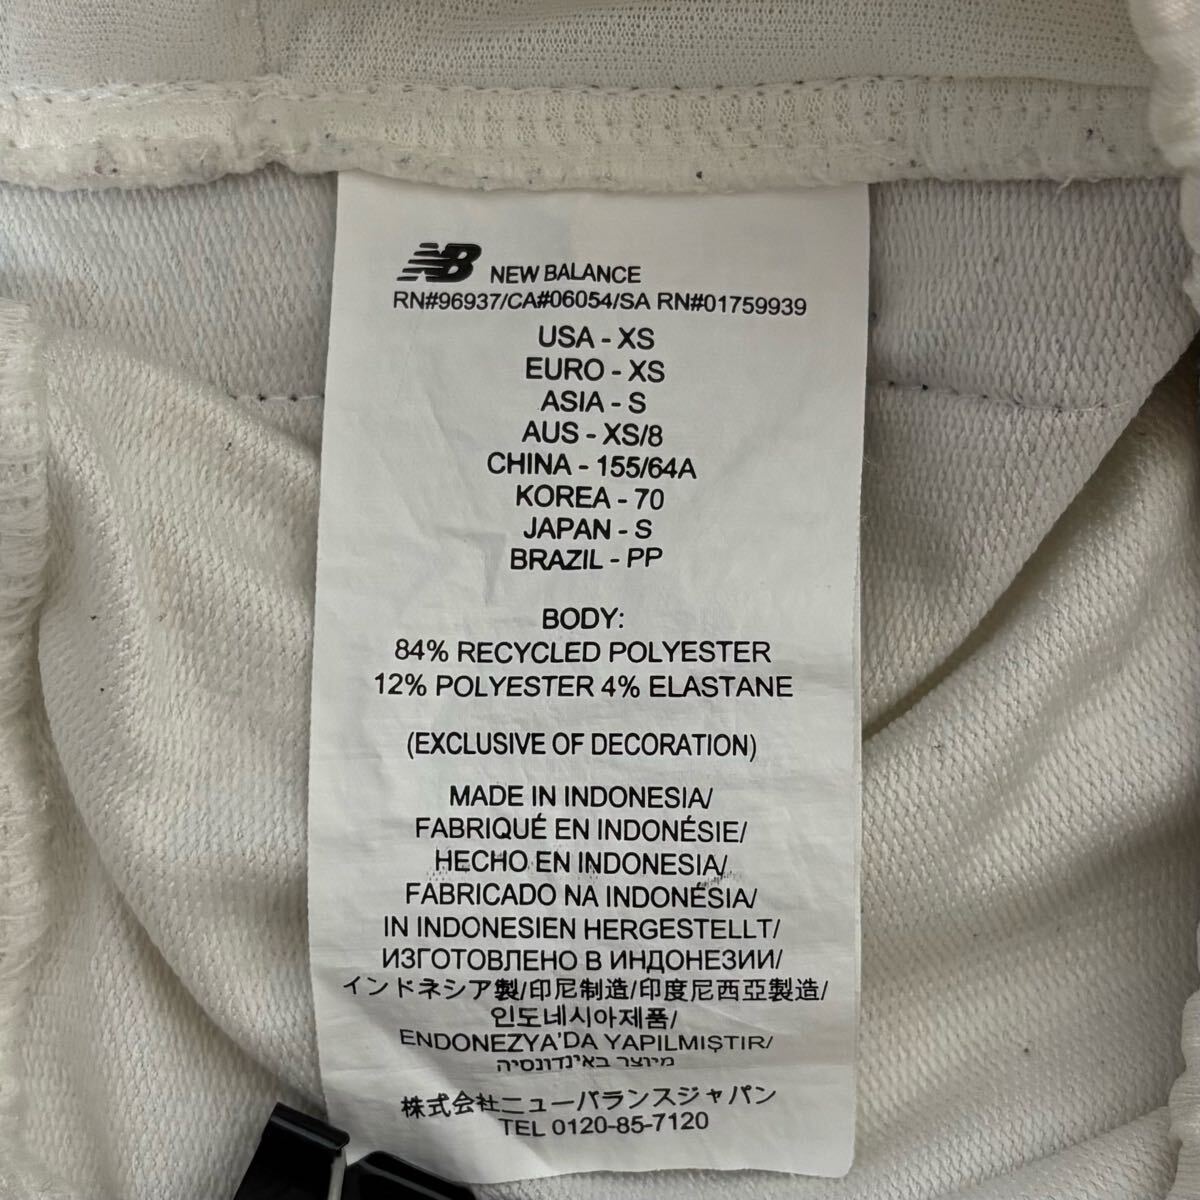 NB NEW BALANCE
RN#96937/CA#06054/SA RN#01759939
USA - XS
EURO - XS
ASIA - S
AUS - XS/8
CHINA - 155/64A
KOREA - 70
JAPAN - S
BRAZIL - PP
BODY:
84% RECYCLED POLYESTER
12% POLYESTER 4% ELASTANE
(EXCLUSIVE OF DECORATION)
MADE IN INDONESIA/
FABRIQUÉ EN INDONÉSIE/
HECHO EN INDONESIA/
FABRICADO NA INDONÉSIA/
IN INDONESIEN HERGESTELLT/
ИЗГОТОВЛЕНО В ИНДОНЕЗИИ/
インドネシア製/印尼制造/印度尼西亞製造/
인도네시아제품/
ENDONEZYA'DA YAPILMIŞTIR/
מיוצר באינדונסיה
株式会社ニューバランスジャパン
TEL 0120-85-7120